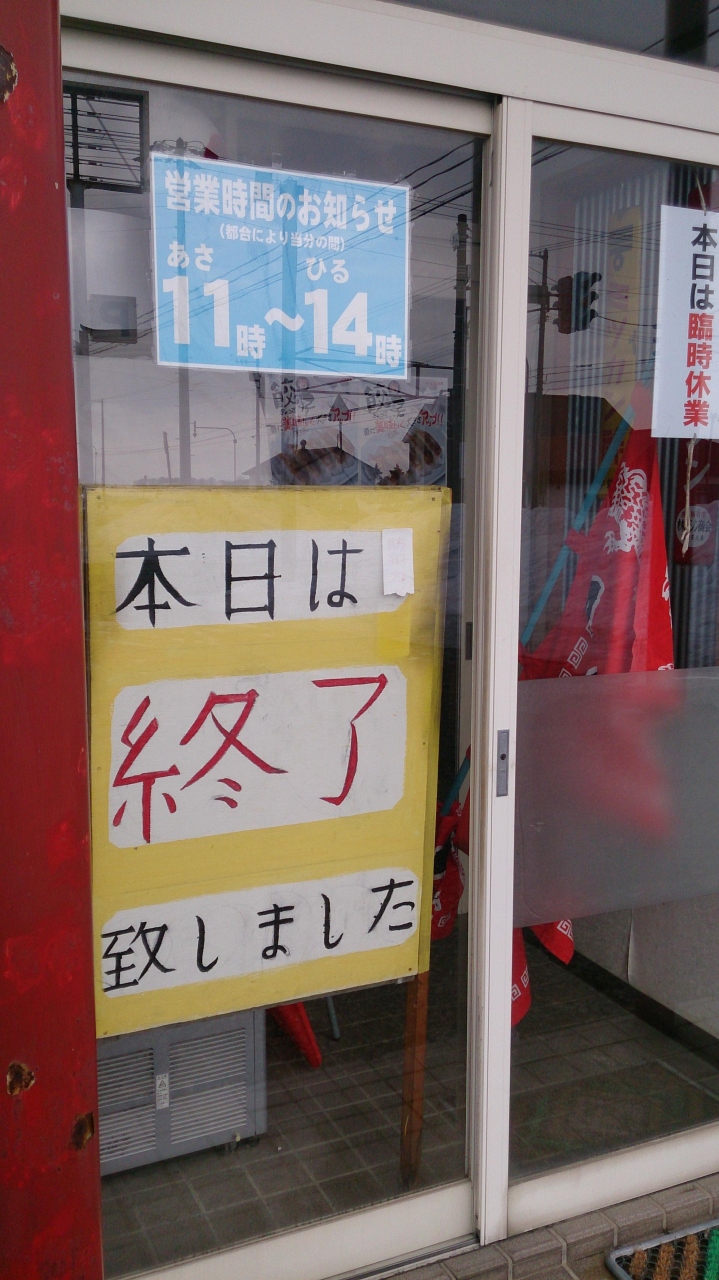 営業時間のお知らせ
(都合により当分の間)
あさ ひる
11時～14時
本日は
終了
致しました
本日は臨時休業